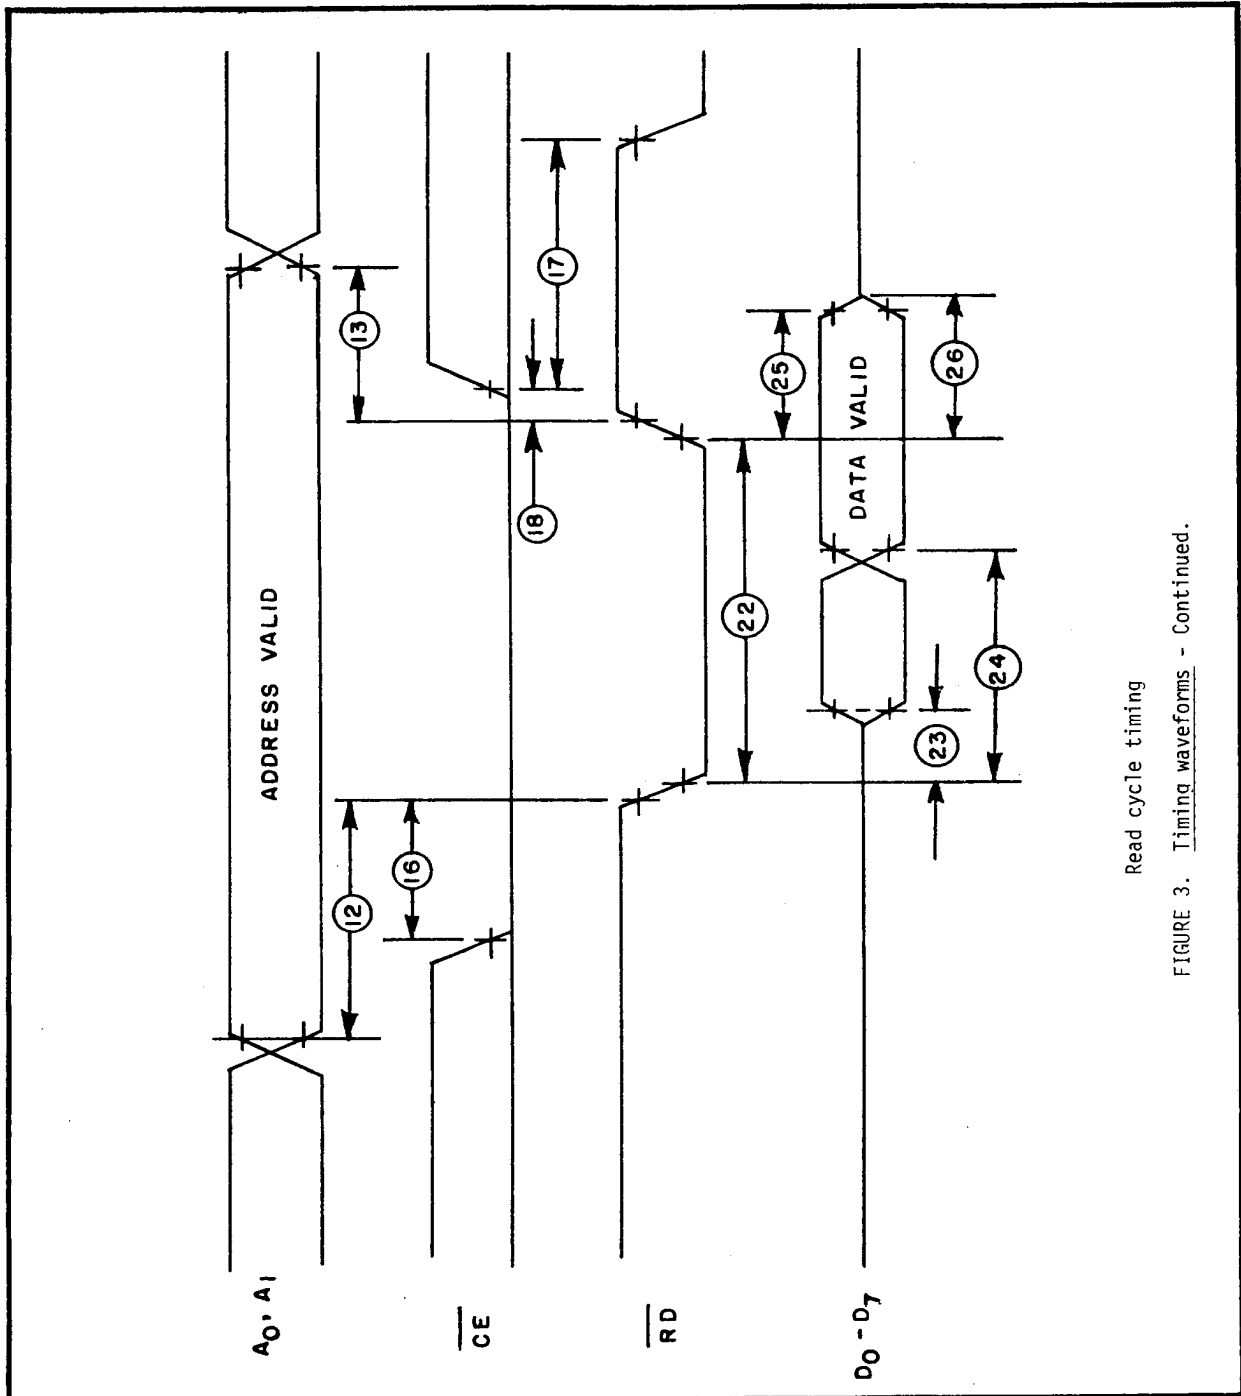 A0, A1
ADDRESS VALID
12
13
CE
16
17
18
RD
22
D0 - D7
DATA VALID
25
23
24
26
Read cycle timing
FIGURE 3. Timing waveforms - Continued.